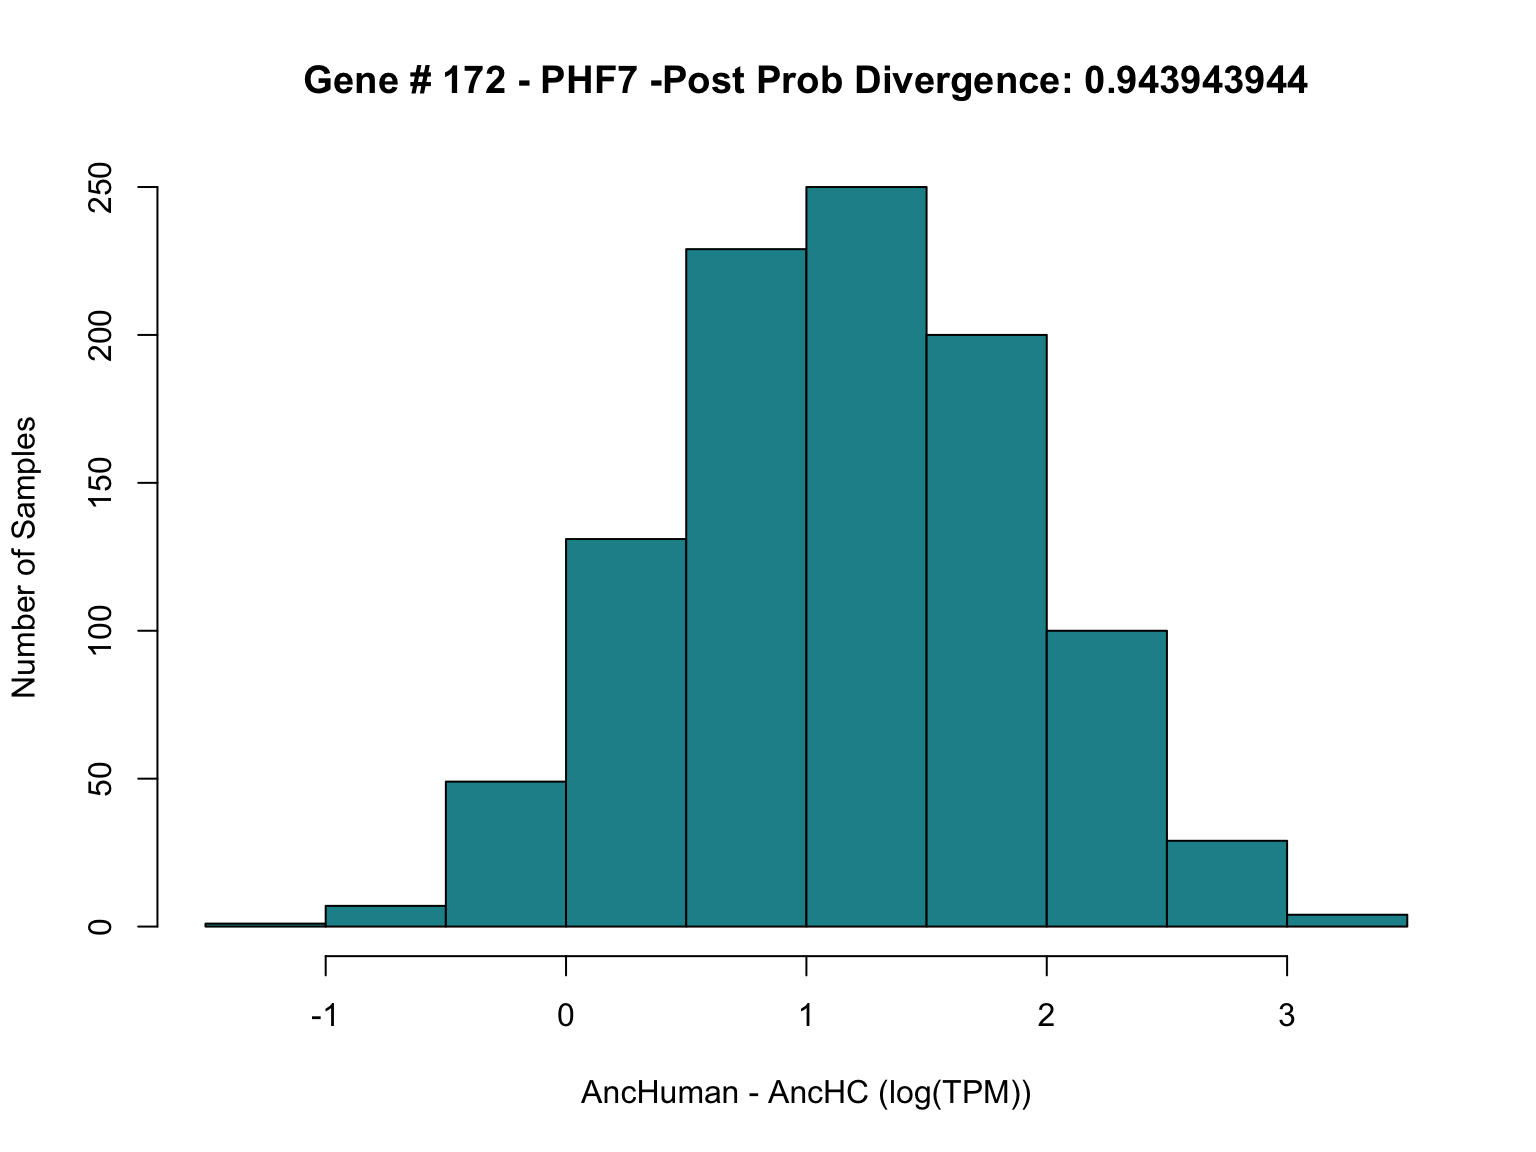 Gene # 172 - PHF7 -Post Prob Divergence: 0.943943944
250
200
150
100
50
0
Number of Samples
-1 0 1 2 3
AncHuman - AncHC (log(TPM))